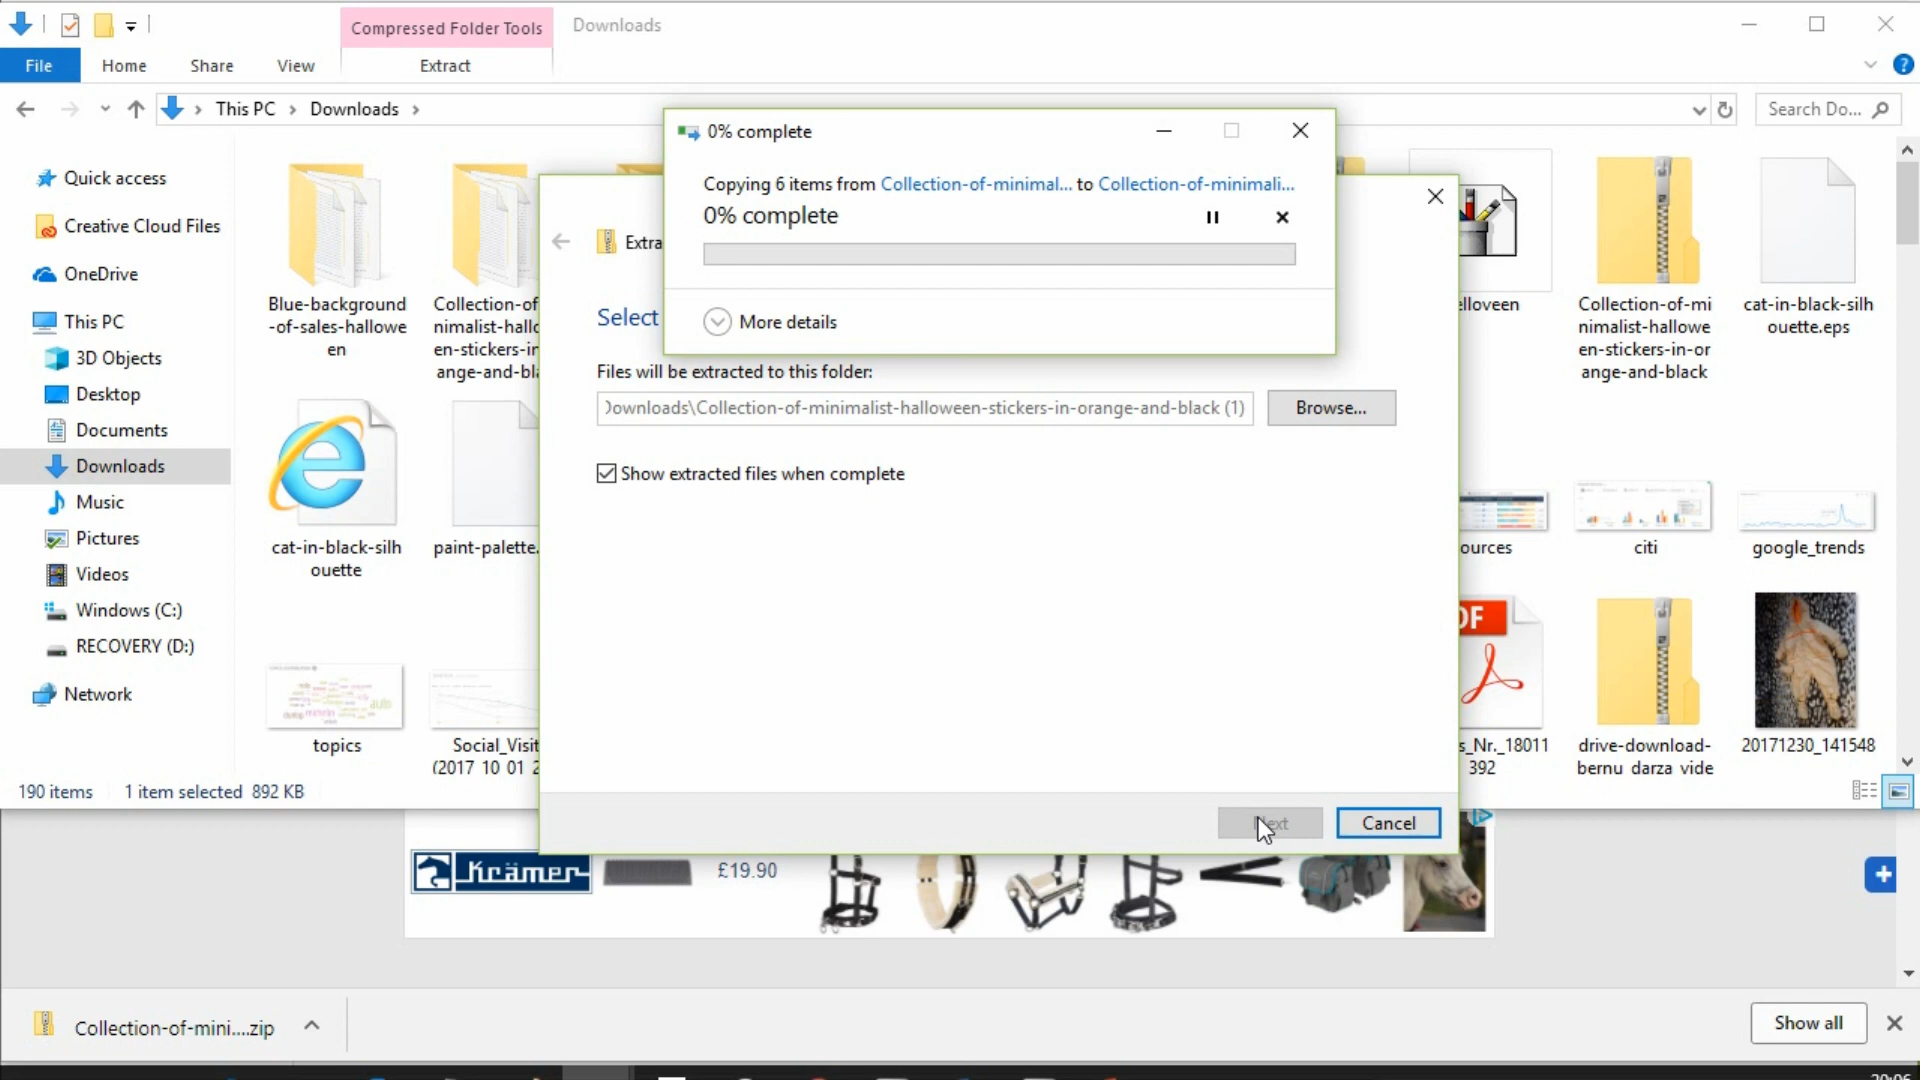 Compressed Folder Tools
Downloads
File
Home
Share
View
Extract
This PC
Downloads
Search Do...
0% complete
Copying 6 items from Collection-of-minimal... to Collection-of-minimali...
0% complete
More details
Quick access
Creative Cloud Files
OneDrive
This PC
3D Objects
Desktop
Documents
Downloads
Music
Pictures
Videos
Windows (C:)
RECOVERY (D:)
Network
Blue-background
-of-sales-hallowe
en
Collection-of
nimalist-hallo
en-stickers-in
ange-and-bl
lloveen
Collection-of-mi
nimalist-hallowe
en-stickers-in-or
ange-and-black
cat-in-black-silh
ouette.eps
Extra
Select
Files will be extracted to this folder:
Downloads\Collection-of-minimalist-halloween-stickers-in-orange-and-black (1)
Browse...
Show extracted files when complete
cat-in-black-silh
ouette
paint-palette.
ources
citi
google_trends
topics
Social_Visit
(2017 10 01 2
DF
s_Nr._18011
392
drive-download-
bernu darza vide
20171230_141548
190 items
1 item selected 892 KB
Next
Cancel
Krämer
£19.90
Collection-of-mini....zip
Show all